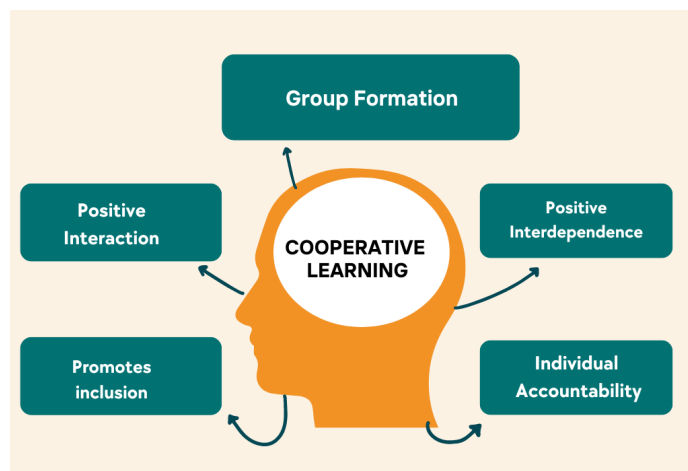 Group Formation
Positive
Interaction
Positive
Interdependence
COOPERATIVE
LEARNING
Promotes
inclusion
Individual
Accountability